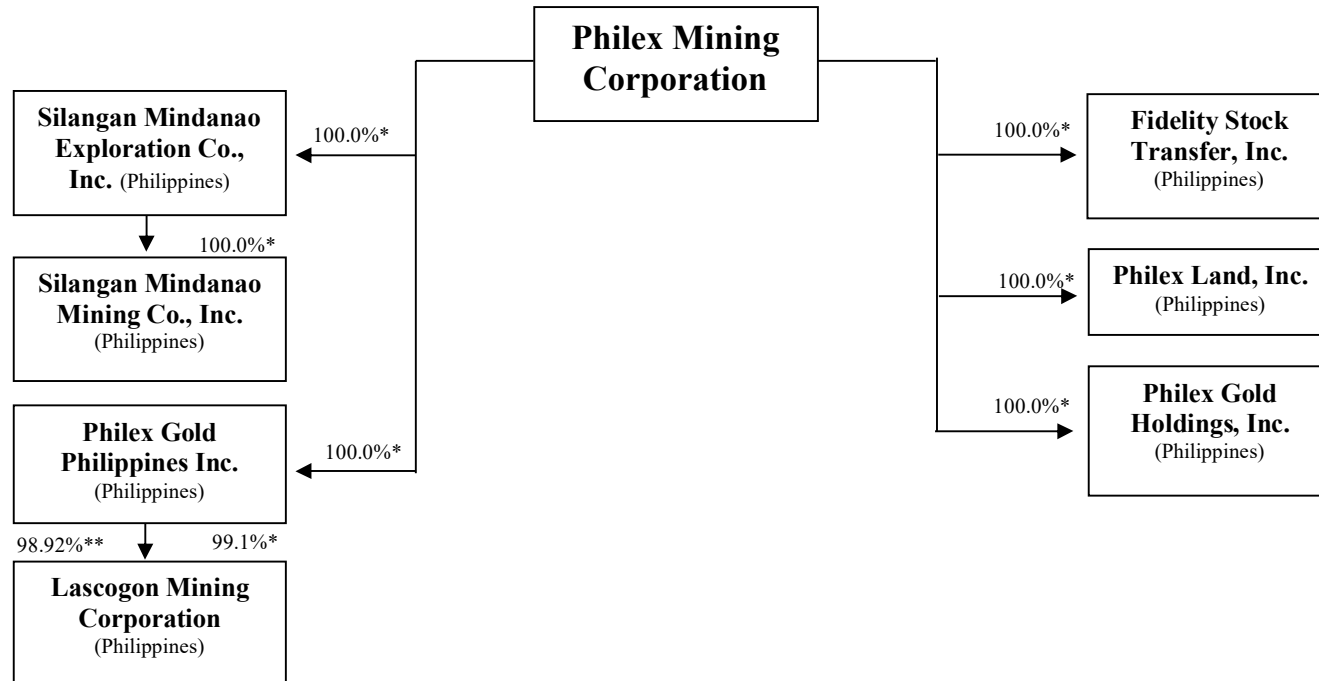 Philex Mining
Corporation
Silangan Mindanao
Exploration Co.,
Inc. (Philippines)
100.0%*
100.0%*
Silangan Mindanao
Mining Co., Inc.
(Philippines)
Philex Gold
Philippines Inc.
(Philippines)
100.0%*
98.92%**
99.1%*
Lascogon Mining
Corporation
(Philippines)
100.0%*
Fidelity Stock
Transfer, Inc.
(Philippines)
100.0%*
Philex Land, Inc.
(Philippines)
100.0%*
Philex Gold
Holdings, Inc.
(Philippines)